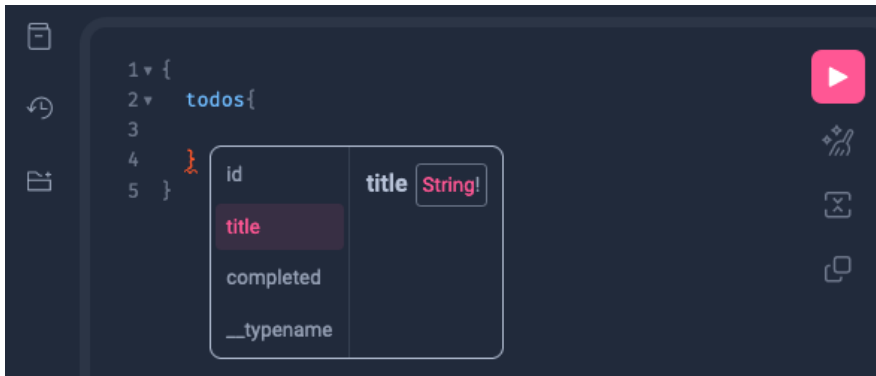 1 {
2 todos{
3
4 }
5 }
id
title
completed
__typename
title String!